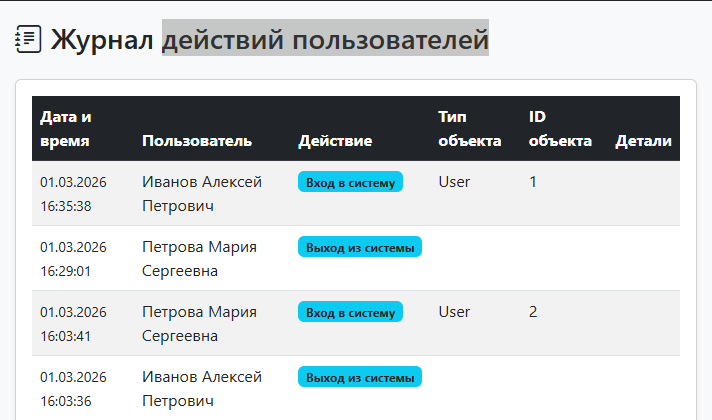 Журнал действий пользователей
Дата и время Пользователь Действие Тип объекта ID объекта Детали
01.03.2026 16:35:38 Иванов Алексей Петрович Вход в систему User 1
01.03.2026 16:29:01 Петрова Мария Сергеевна Выход из системы
01.03.2026 16:03:41 Петрова Мария Сергеевна Вход в систему User 2
01.03.2026 16:03:36 Иванов Алексей Петрович Выход из системы